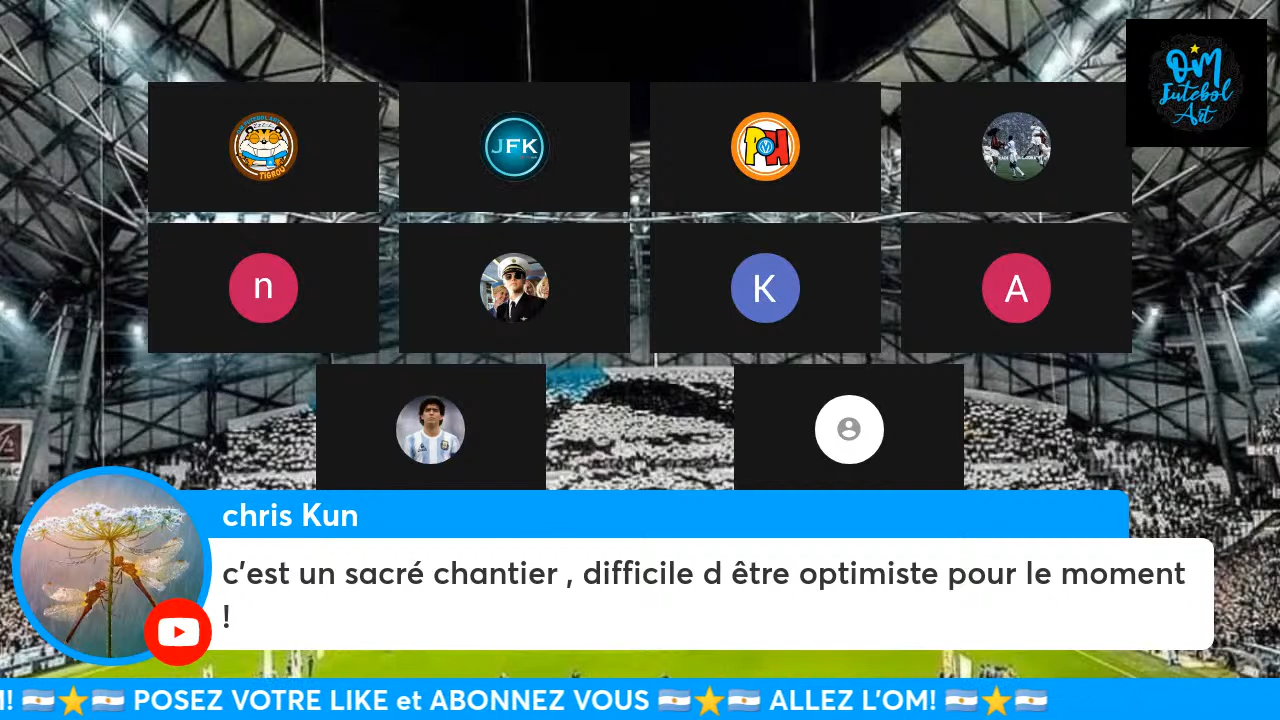 OM
Futebol
Art
TIGROU
JFK
n
K
A
chris Kun
c'est un sacré chantier , difficile d être optimiste pour le moment
!
M! 🇦🇷⭐🇦🇷 POSEZ VOTRE LIKE et ABONNEZ VOUS 🇦🇷⭐🇦🇷 ALLEZ L'OM! 🇦🇷⭐🇦🇷